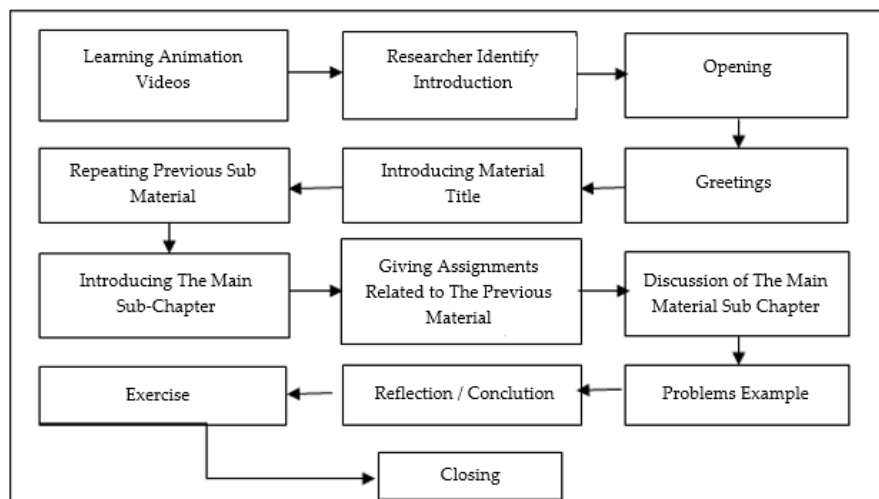 Learning Animation
Videos
Researcher Identify
Introduction
Opening
Greetings
Introducing Material
Title
Repeating Previous Sub
Material
Introducing The Main
Sub-Chapter
Giving Assignments
Related to The Previous
Material
Discussion of The Main
Material Sub Chapter
Problems Example
Reflection / Conclution
Exercise
Closing